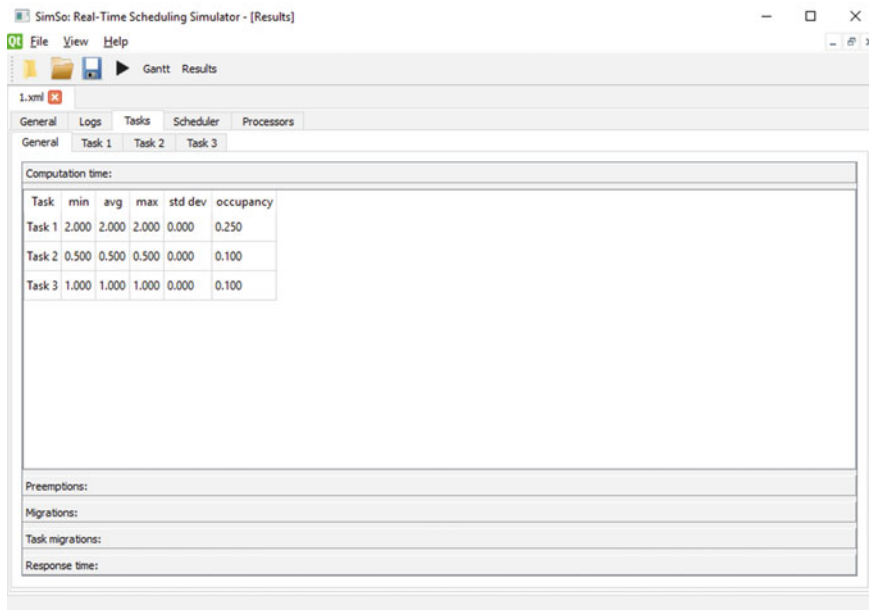 SimSo: Real-Time Scheduling Simulator - [Results]
Qt File View Help
Gantt Results
1.xml
General Logs Tasks Scheduler Processors
General Task 1 Task 2 Task 3
Computation time:
Task min avg max std dev occupancy
Task 1 2.000 2.000 2.000 0.000 0.250
Task 2 0.500 0.500 0.500 0.000 0.100
Task 3 1.000 1.000 1.000 0.000 0.100
Preemptions:
Migrations:
Task migrations:
Response time: